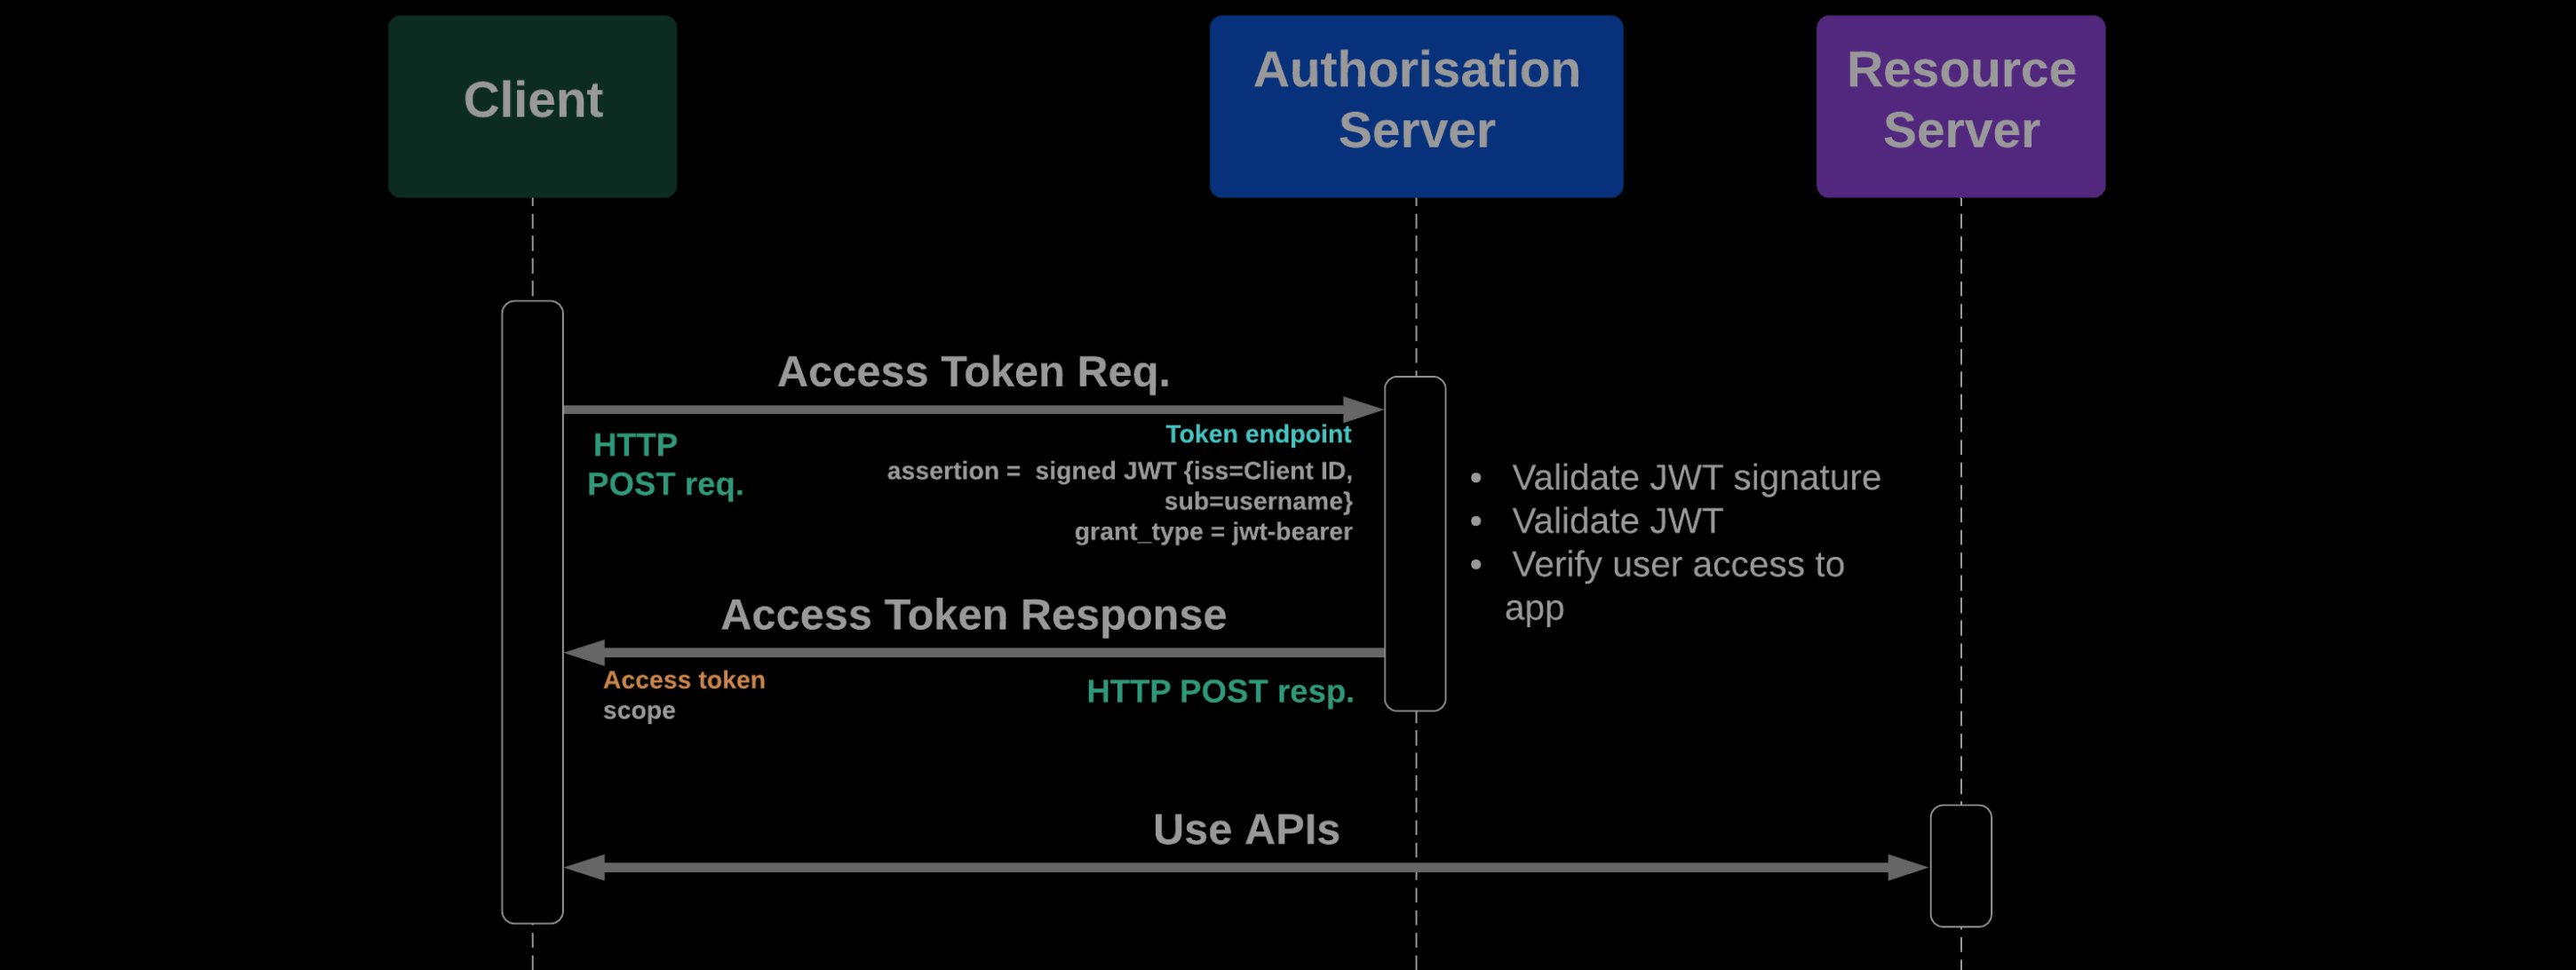 Client
Authorisation
Server
Resource
Server
Access Token Req.
HTTP
POST req.
Token endpoint
assertion = signed JWT {iss=Client ID,
sub=username}
grant_type = jwt-bearer
• Validate JWT signature
• Validate JWT
• Verify user access to
app
Access Token Response
Access token
scope
HTTP POST resp.
Use APIs